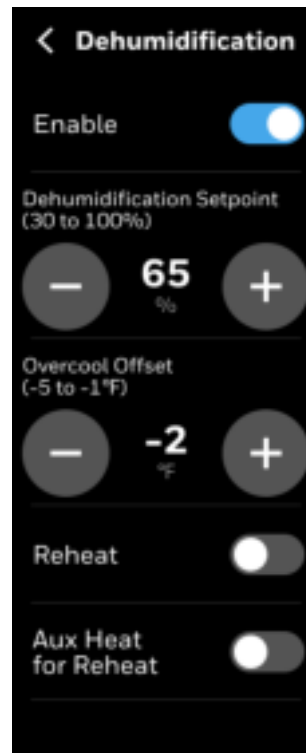 Dehumidification
Enable
Dehumidification Setpoint
(30 to 100%)
65
%
Overcool Offset
(-5 to -1°F)
-2
°F
Reheat
Aux Heat
for Reheat